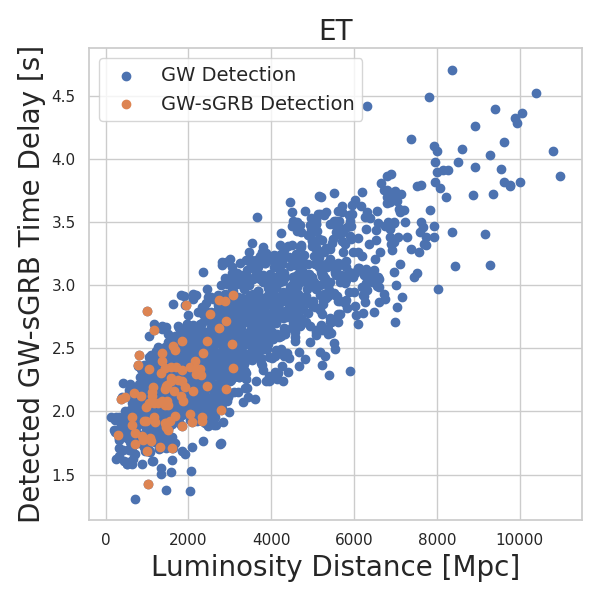 ET
GW Detection
GW-sGRB Detection
Detected GW-sGRB Time Delay [s]
4.5
4.0
3.5
3.0
2.5
2.0
1.5
0 2000 4000 6000 8000 10000
Luminosity Distance [Mpc]